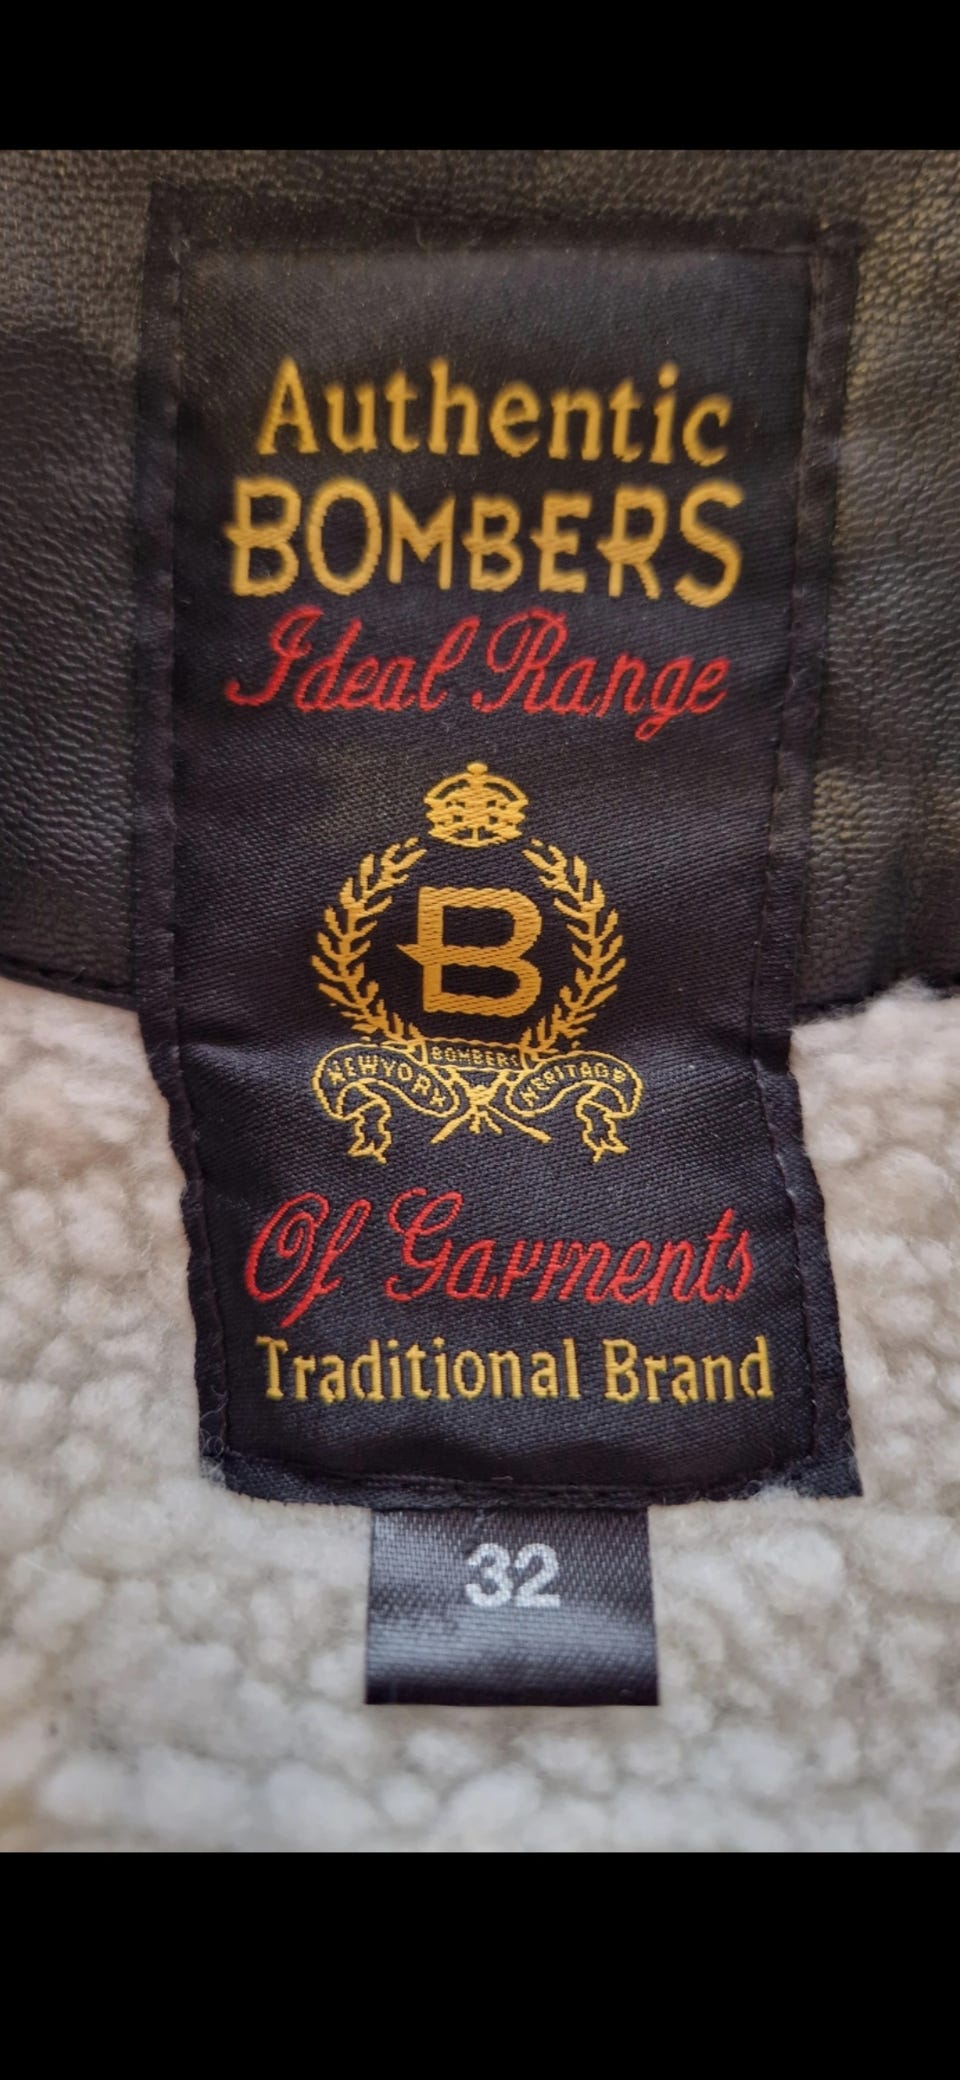 Authentic
BOMBERS
Ideal Range
B
BOMBERS
NEWYORK HERITAGE
Of Garments
Traditional Brand
32